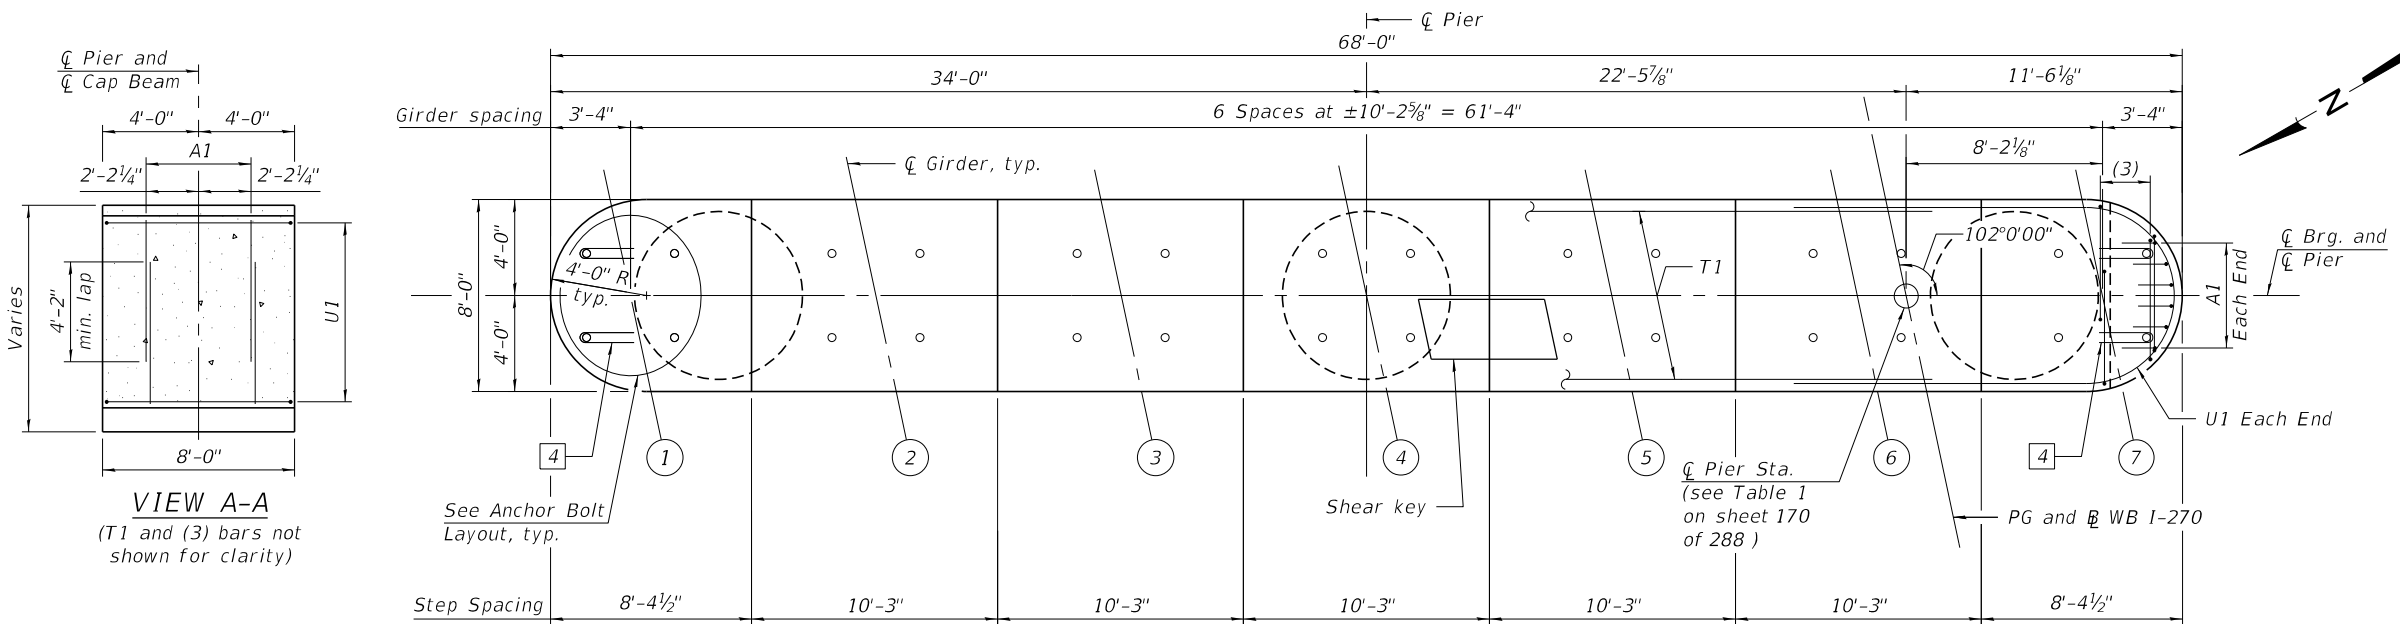 ℄ Pier
68'-0"
34'-0"
22'-5⅞"
11'-6⅛"
Girder spacing
3'-4"
6 Spaces at ±10'-2⅝" = 61'-4"
3'-4"
8'-2⅛"
(3)
N
℄ Pier and
℄ Cap Beam
4'-0"
4'-0"
A1
2'-2¼"
2'-2¼"
Varies
4'-2"
min. lap
U1
8'-0"
VIEW A-A
(T1 and (3) bars not
shown for clarity)
℄ Girder, typ.
8'-0"
4'-0"
4'-0"
4'-0" R
typ.
T1
102°0'00"
A1
Each End
℄ Brg. and
℄ Pier
U1 Each End
4
1
2
3
4
5
6
4
7
See Anchor Bolt
Layout, typ.
Shear key
℄ Pier Sta.
(see Table 1
on sheet 170
of 288 )
PG and ℄ WB I-270
Step Spacing
8'-4½"
10'-3"
10'-3"
10'-3"
10'-3"
10'-3"
8'-4½"